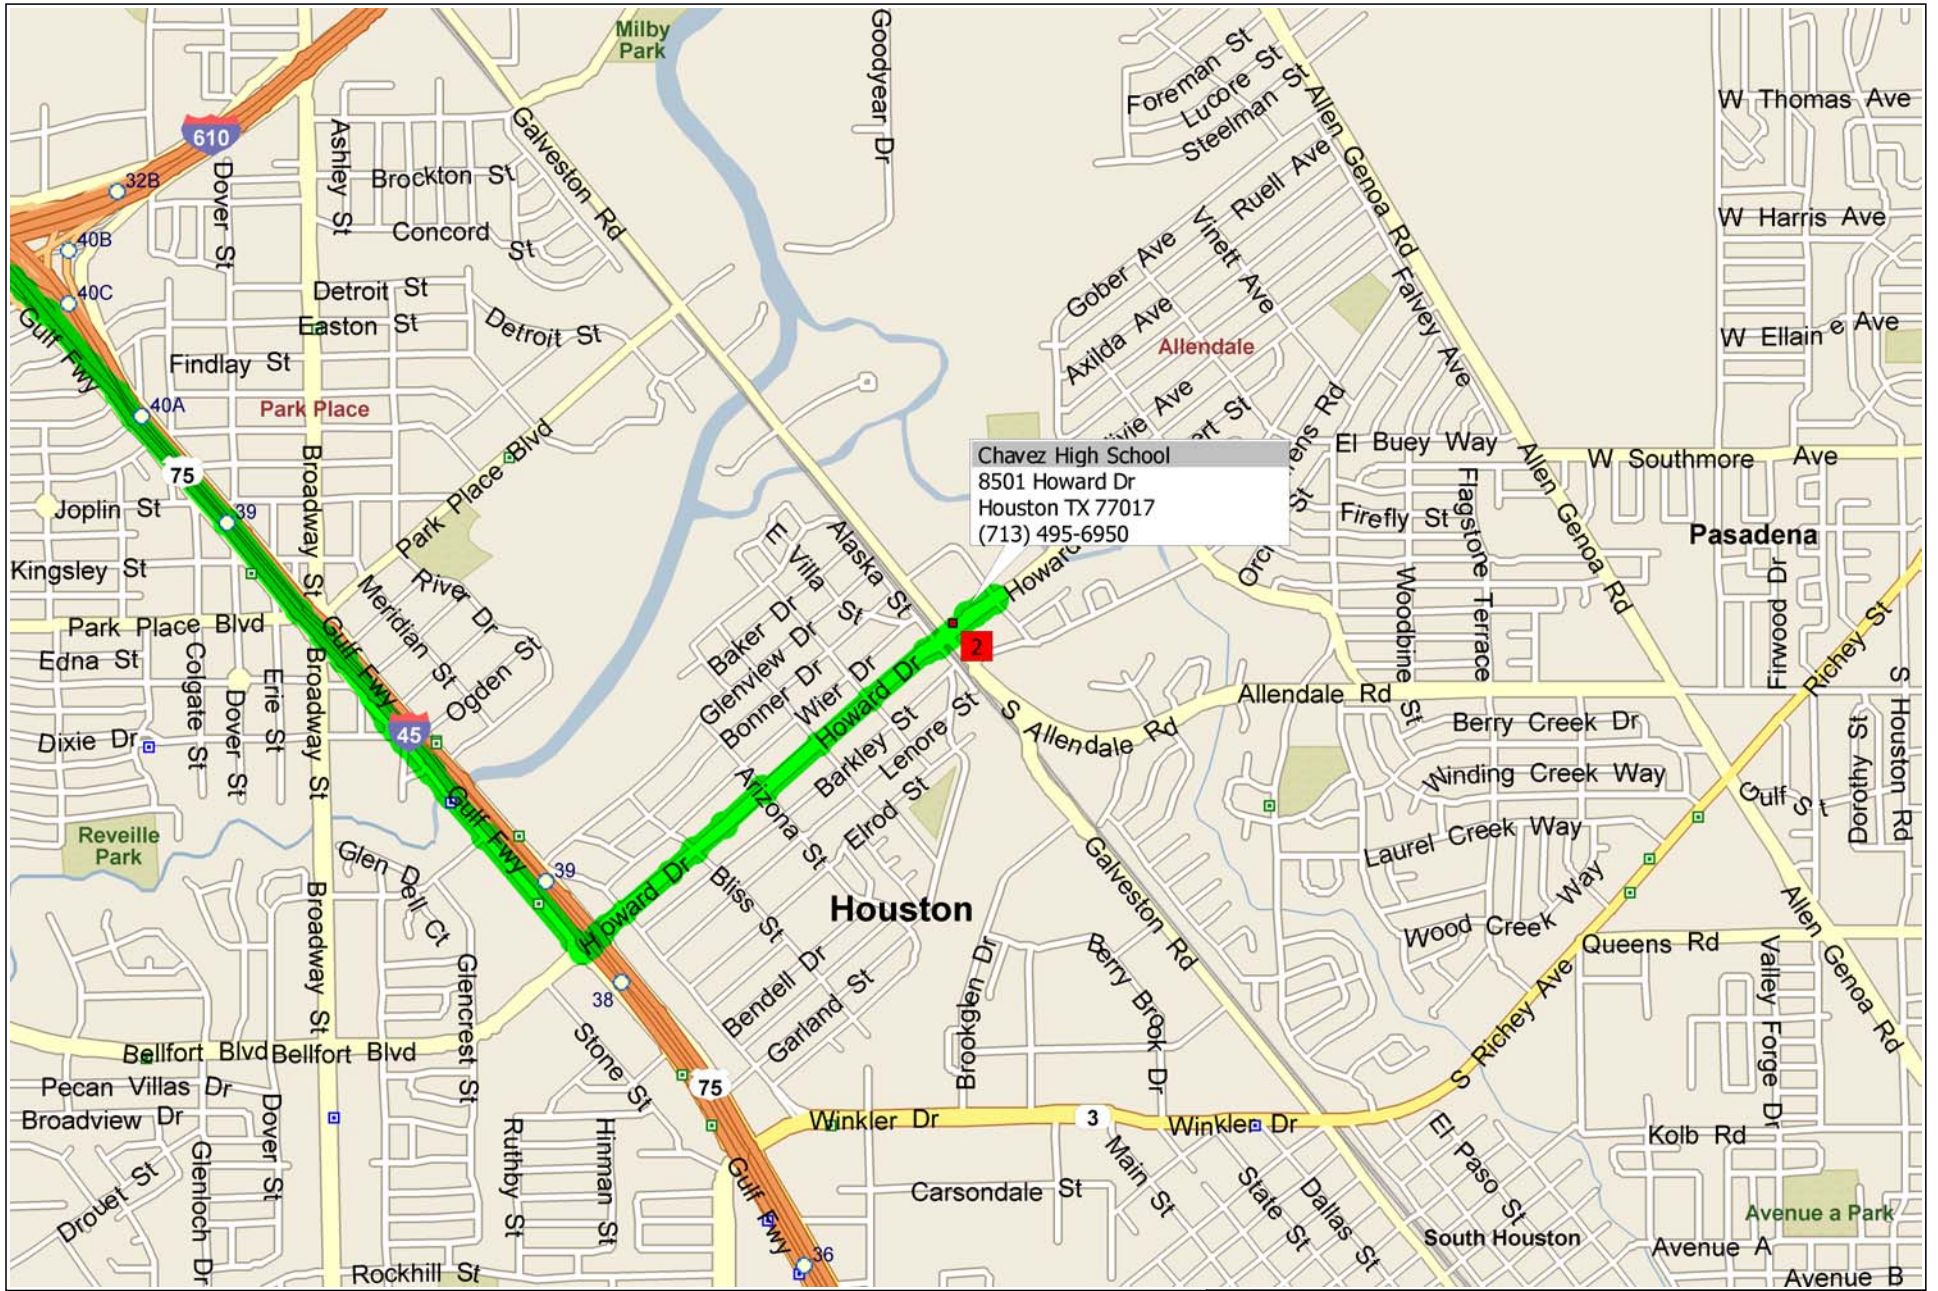 Milby
Park
Goodyear Dr
Foreman St
Lucore St
Steelman St
Allen Genoa Rd
W Thomas Ave
610
Ashley St
Galveston Rd
Dover St
32B
Brockton St
Ruell Ave
Vinett Ave
W Harris Ave
Concord St
40B
Gober Ave
40C
Detroit St
Falvey Ave
Gulf Fwy
Easton St
Detroit St
Axilda Ave
W Ellain e Ave
Allendale
Findlay St
40A
Park Place
El Buey Way
W Southmore Ave
Broadway St
Park Place Blvd
Chavez High School
8501 Howard Dr
Houston TX 77017
(713) 495-6950
75
Flagstone Terrace
Allen Genoa Rd
Joplin St
39
Firefly St
Pasadena
E Villa St
Alaska St
Kingsley St
River Dr
Meridian St
Howard
Woodbine St
Funwood Dr
Richey St
Park Place Blvd
Baker Dr
Gulf Fwy
Edna St
Colgate St
Glenview Dr
2
Ogden St
Erie St
Dover St
Broadway St
Bonner Dr
Wier Dr
Howard Dr
Allendale Rd
S Houston Rd
45
Barkley St
Lenore St
S Allendale Rd
Berry Creek Dr
Dixie Dr
Dorothy St
Winding Creek Way
Arizona St
Gulf St
Gulf Fwy
Elrod St
Laurel Creek Way
Reveille
Park
Glen Dell Ct
39
Galveston Rd
Howard Dr
Bliss St
Houston
Wood Creek Way
Allen Genoa Rd
Queens Rd
Broadway St
Glencrest St
Brookglen Dr
Berry Brook Dr
Valley Forge Dr
38
Bendell Dr
Garland St
S Richey Ave
Stone St
Bellfort Blvd
Bellfort Blvd
75
Pecan Villas Dr
Broadview Dr
Dover St
Winkler Dr
3
Winkler Dr
Kolb Rd
Ruthby St
Hinman St
El Paso St
Glenloch Dr
Main St
Drouet St
Gulf Fwy
Carsondale St
State St
Dallas St
Avenue a Park
South Houston
Avenue A
36
Rockhill St
Avenue B